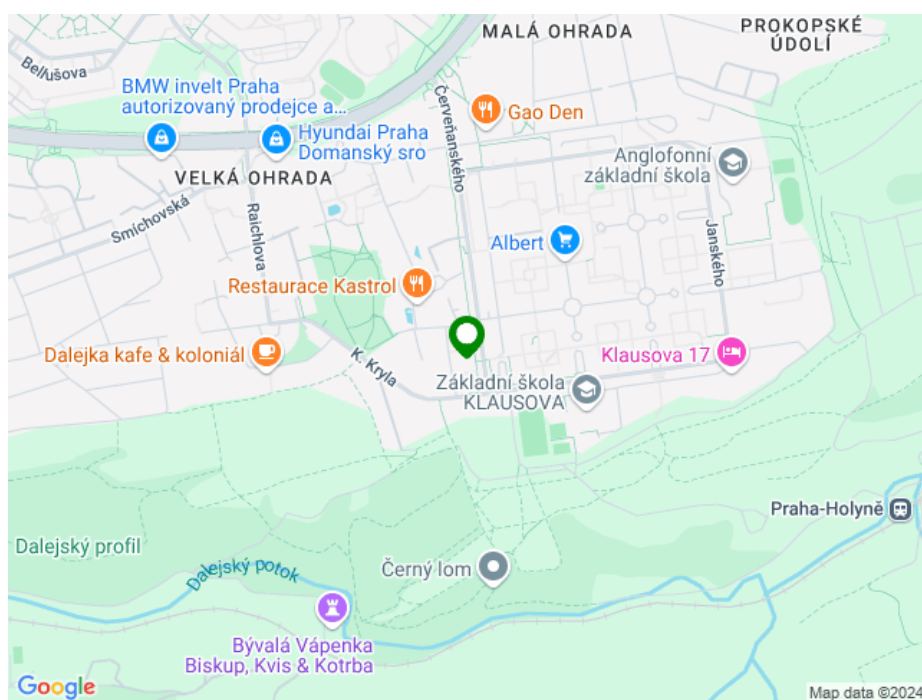 MALÁ OHRADA
PROKOPSKÉ
ÚDOLÍ
Bellušova
BMW invelt Praha
autorizovaný prodejce a...
Hyundai Praha
Domanský sro
Červeňanského
Gao Den
Anglofonní
základní škola
VELKÁ OHRADA
Smíchovská
Raichlova
Albert
Janského
Restaurace Kastrol
Dalejka kafe & koloniál
K. Kryla
Klausova 17
Základní škola
KLAUSOVA
Praha-Holyně
Dalejský profil
Dalejský potok
Černý lom
Bývalá Vápenka
Biskup, Kvis & Kotrba
Google
Map data ©2024